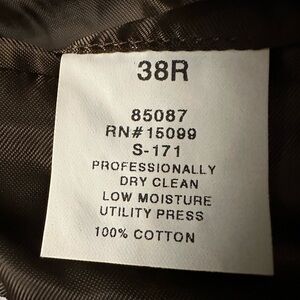 38R
85087
RN#15099
S-171
PROFESSIONALLY
DRY CLEAN
LOW MOISTURE
UTILITY PRESS
100% COTTON